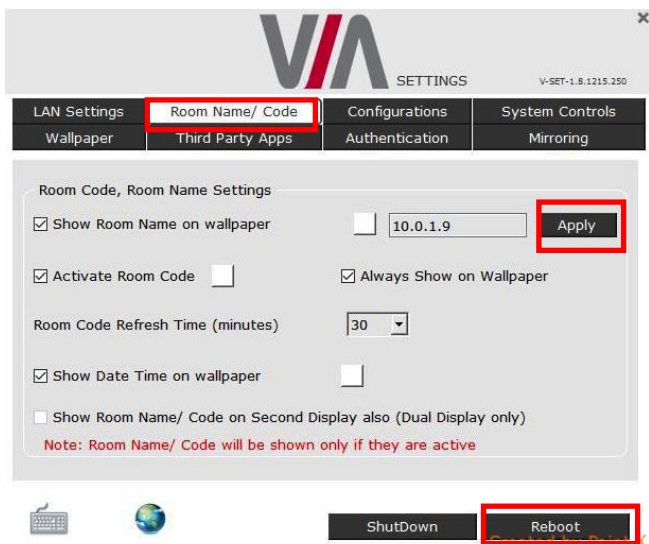 VIA
SETTINGS
V-SET-1.8.1215.250
LAN Settings Room Name/ Code Configurations System Controls
Wallpaper Third Party Apps Authentication Mirroring
Room Code, Room Name Settings
Show Room Name on wallpaper 10.0.1.9 Apply
Activate Room Code Always Show on Wallpaper
Room Code Refresh Time (minutes) 30
Show Date Time on wallpaper
Show Room Name/ Code on Second Display also (Dual Display only)
Note: Room Name/ Code will be shown only if they are active
ShutDown Reboot